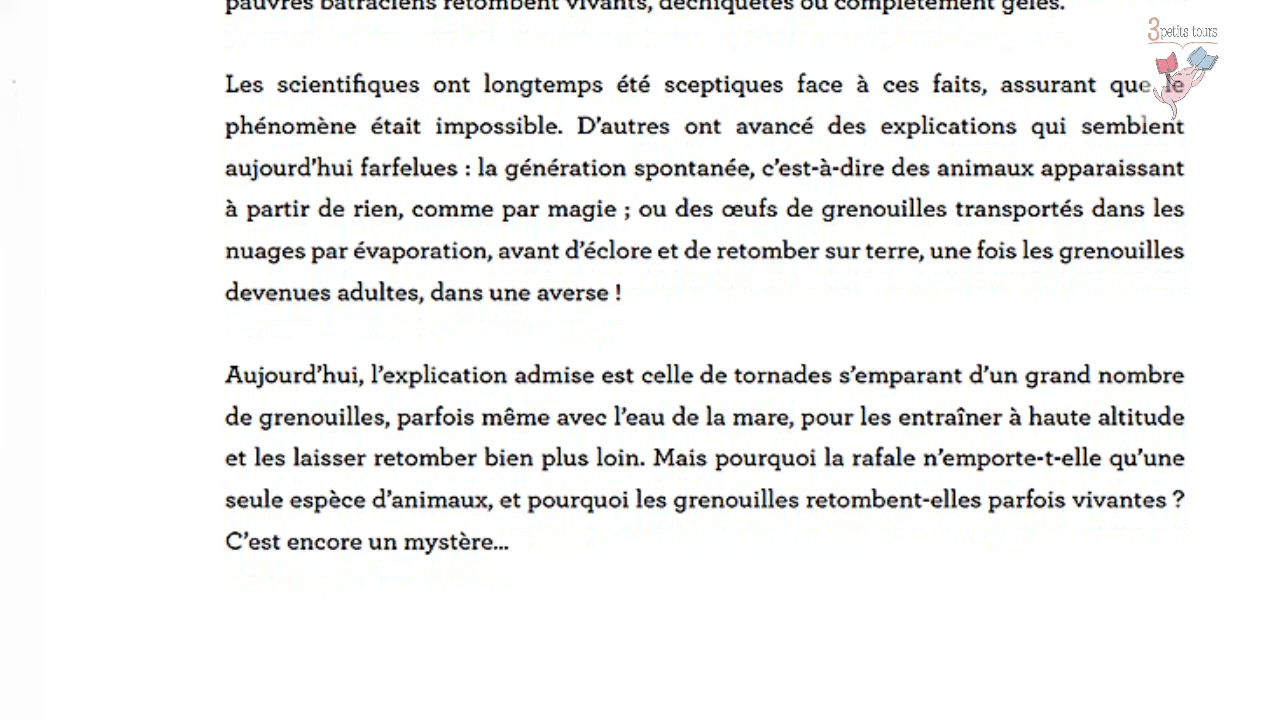 pauvres batraciens retombent vivants, déchiquetés ou complètement gelés.
3 petits tours
Les scientifiques ont longtemps été sceptiques face à ces faits, assurant que le
phénomène était impossible. D'autres ont avancé des explications qui semblent
aujourd'hui farfelues : la génération spontanée, c'est-à-dire des animaux apparaissant
à partir de rien, comme par magie ; ou des œufs de grenouilles transportés dans les
nuages par évaporation, avant d'éclore et de retomber sur terre, une fois les grenouilles
devenues adultes, dans une averse !
Aujourd'hui, l'explication admise est celle de tornades s'emparant d'un grand nombre
de grenouilles, parfois même avec l'eau de la mare, pour les entraîner à haute altitude
et les laisser retomber bien plus loin. Mais pourquoi la rafale n'emporte-t-elle qu'une
seule espèce d'animaux, et pourquoi les grenouilles retombent-elles parfois vivantes ?
C'est encore un mystère...